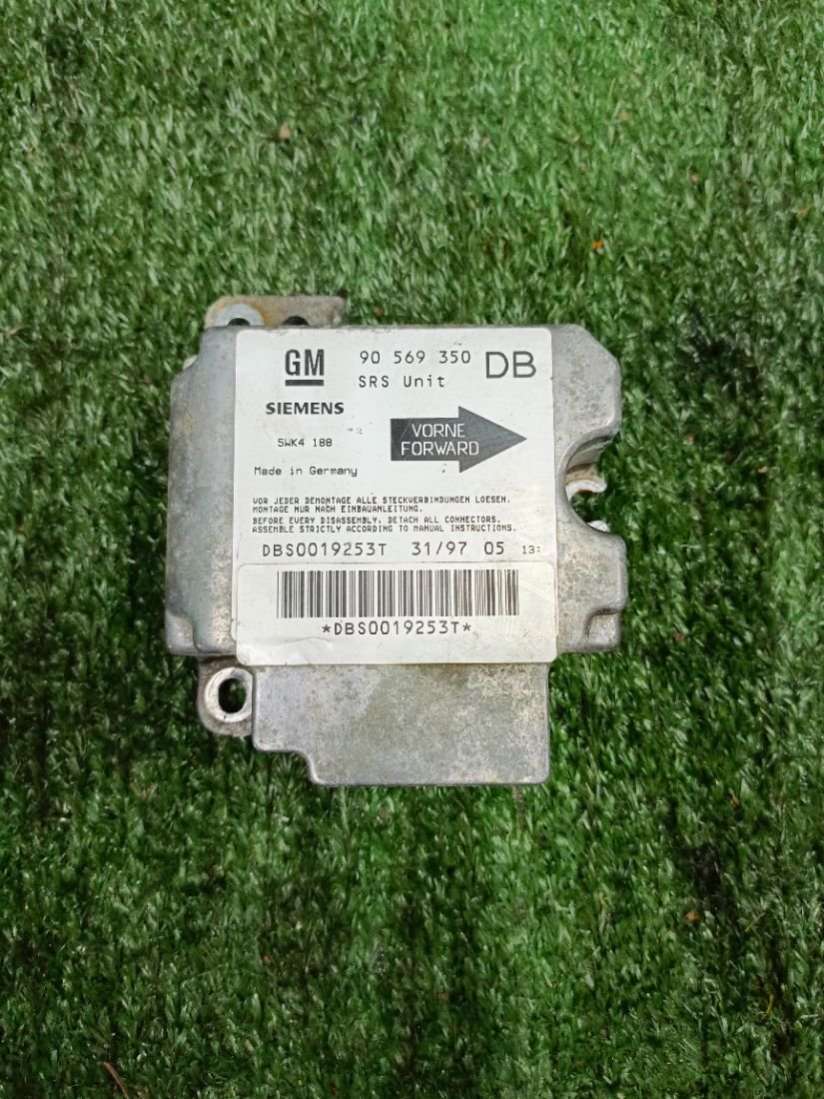 GM 90 569 350 DB
SRS Unit
SIEMENS
VORNE
FORWARD
5WK4 188
Made in Germany
VOR JEDER DEMONTAGE ALLE STECKVERBINDUNGEN LOESEN.
MONTAGE NUR NACH EINBAUANLEITUNG.
BEFORE EVERY DISASSEMBLY, DETACH ALL CONNECTORS.
ASSEMBLE STRICTLY ACCORDING TO MANUAL INSTRUCTIONS.
DBS0019253T 31/97 05
*DBS0019253T*